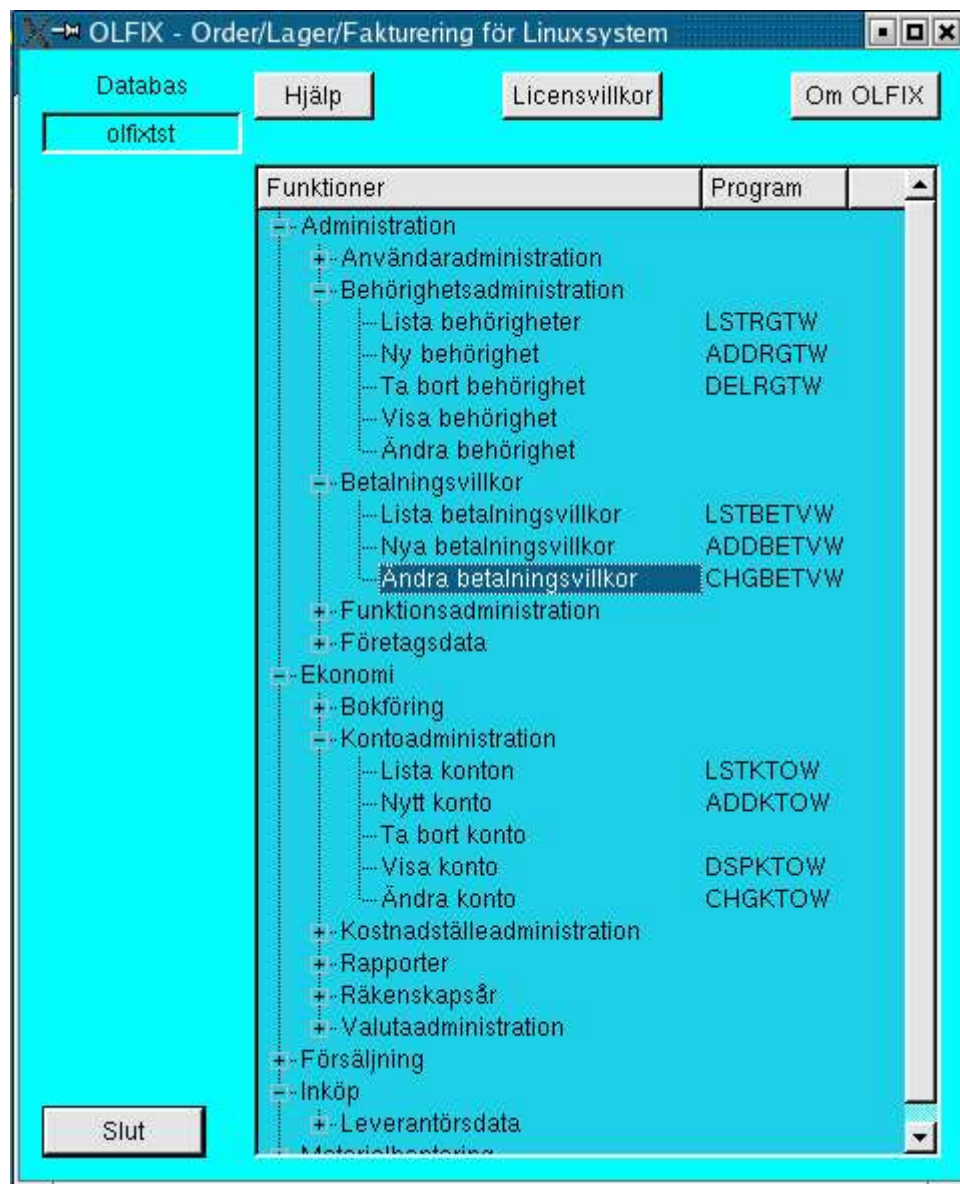 OLFIX - Order/Lager/Fakturering för Linuxsystem
Databas
Hjälp
Licensvillkor
Om OLFIX
olfixtst
Funktioner Program
Administration
Användaradministration
Behörighetsadministration
Lista behörigheter LSTRGTW
Ny behörighet ADDRGTW
Ta bort behörighet DELRGTW
Visa behörighet
Ändra behörighet
Betalningsvillkor
Lista betalningsvillkor LSTBETVW
Nya betalningsvillkor ADDBETVW
Ändra betalningsvillkor CHGBETVW
Funktionsadministration
Företagsdata
Ekonomi
Bokföring
Kontoadministration
Lista konton LSTKTOW
Nytt konto ADDKTOW
Ta bort konto
Visa konto DSPKTOW
Ändra konto CHGKTOW
Kostnadställeadministration
Rapporter
Räkenskapsår
Valutaadministration
Försäljning
Inköp
Leverantörsdata
Materialhantering
Slut